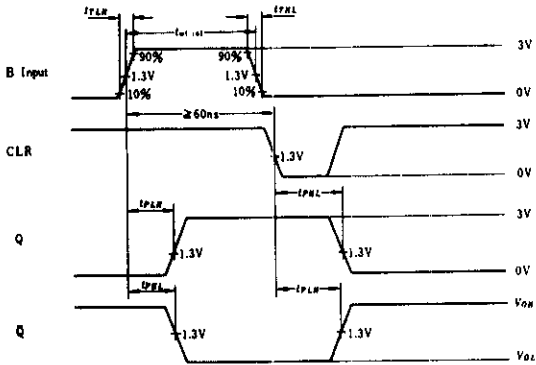 tTLH tTHL
tw(in)
3V
90% 90%
B Input 1.3V 1.3V
10% 10% 0V
≧60ns
3V
CLR 1.3V
0V
tPHL
tPLH 3V
Q 1.3V 1.3V
0V
tPHL tPLH
VOH
Q̄ 1.3V 1.3V
VOL